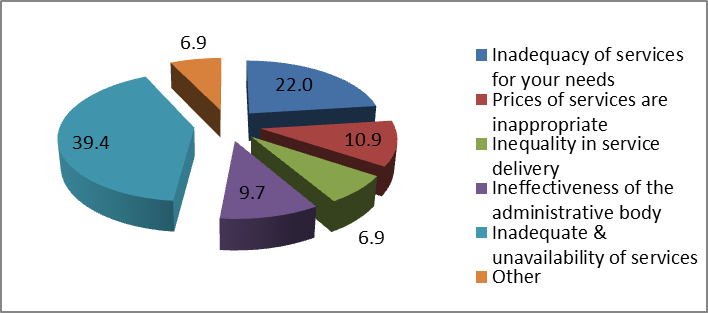 6.9
22.0
10.9
6.9
9.7
39.4
Inadequacy of services
for your needs
Prices of services are
inappropriate
Inequality in service
delivery
Ineffectiveness of the
administrative body
Inadequate &
unavailability of services
Other